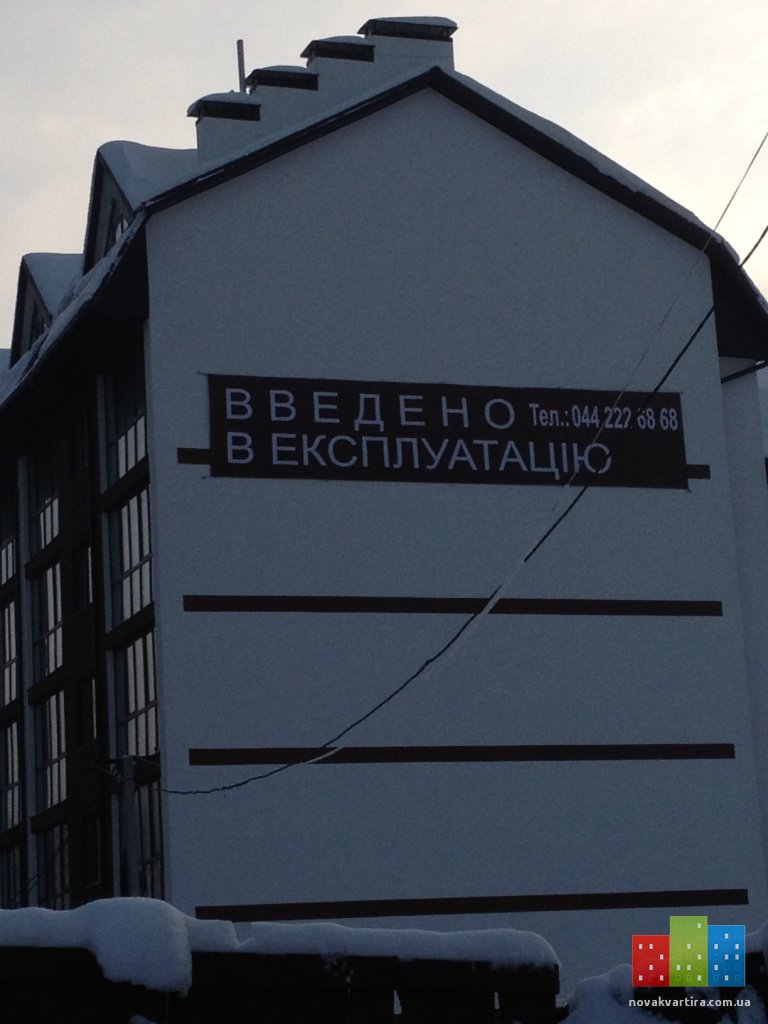 ВВЕДЕНО Тел.: 044 222 68 68
В ЕКСПЛУАТАЦІЮ
novakvartira.com.ua